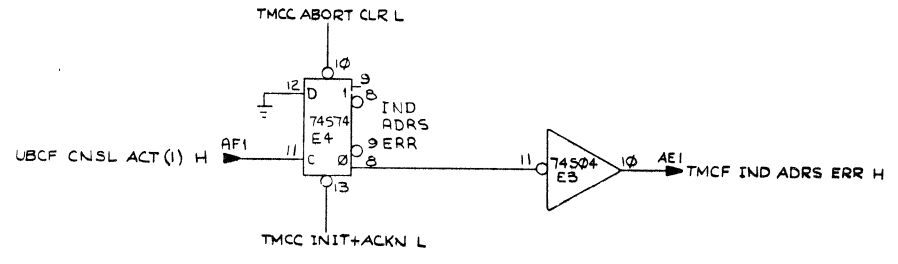 TMCC ABORT CLR L
10
12
D
1
9
8
IND
ADRS
ERR
74S74
E4
UBCF CNSL ACT (1) H
AF1
11
C
9
0
8
13
TMCC INIT+ACKN L
11
74S04
E3
10
AE1
TMCF IND ADRS ERR H